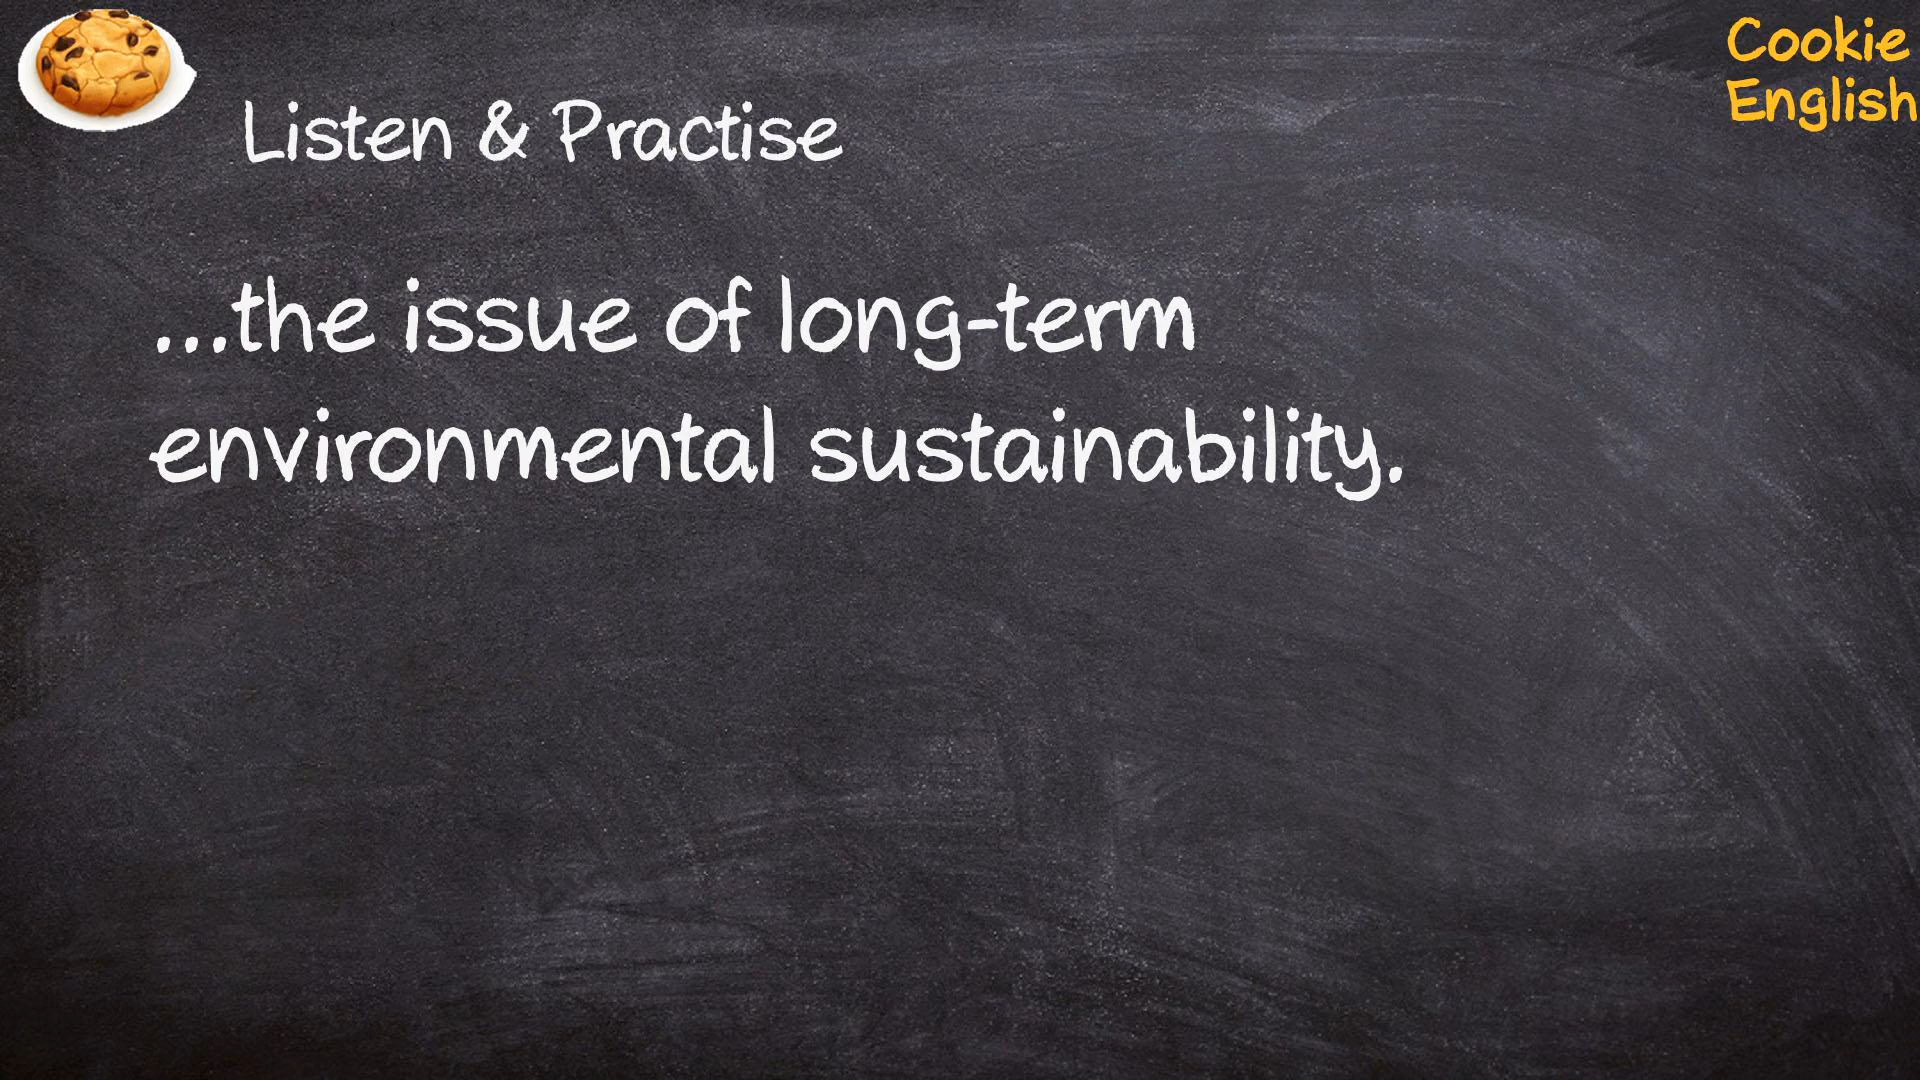 Cookie
English
Listen & Practise
...the issue of long-term
environmental sustainability.